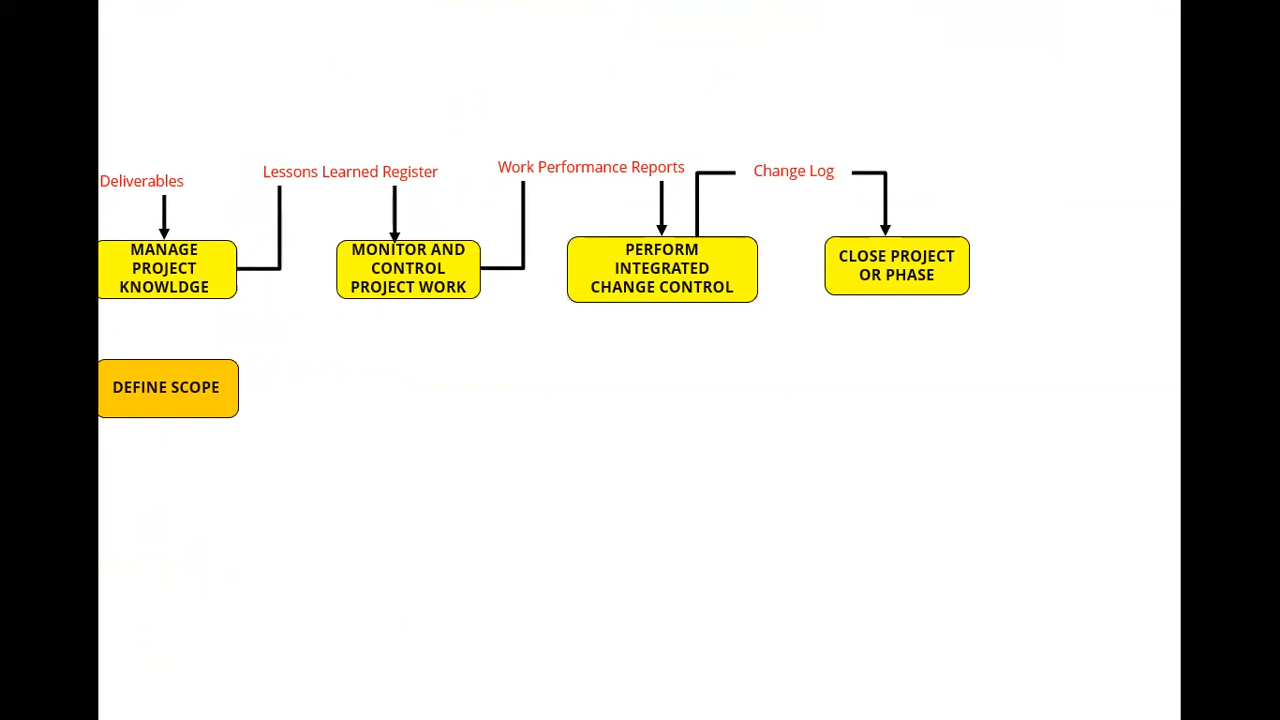 Deliverables
Lessons Learned Register
Work Performance Reports
Change Log
MANAGE
PROJECT
KNOWLDGE
MONITOR AND
CONTROL
PROJECT WORK
PERFORM
INTEGRATED
CHANGE CONTROL
CLOSE PROJECT
OR PHASE
DEFINE SCOPE